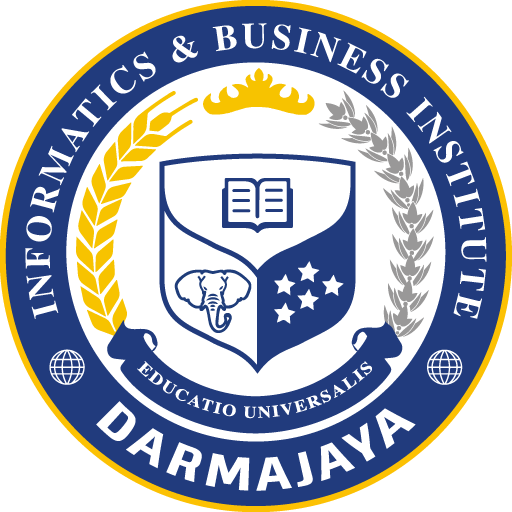 INFORMATICS & BUSINESS INSTITUTE
EDUCATIO UNIVERSALIS
DARMAJAYA